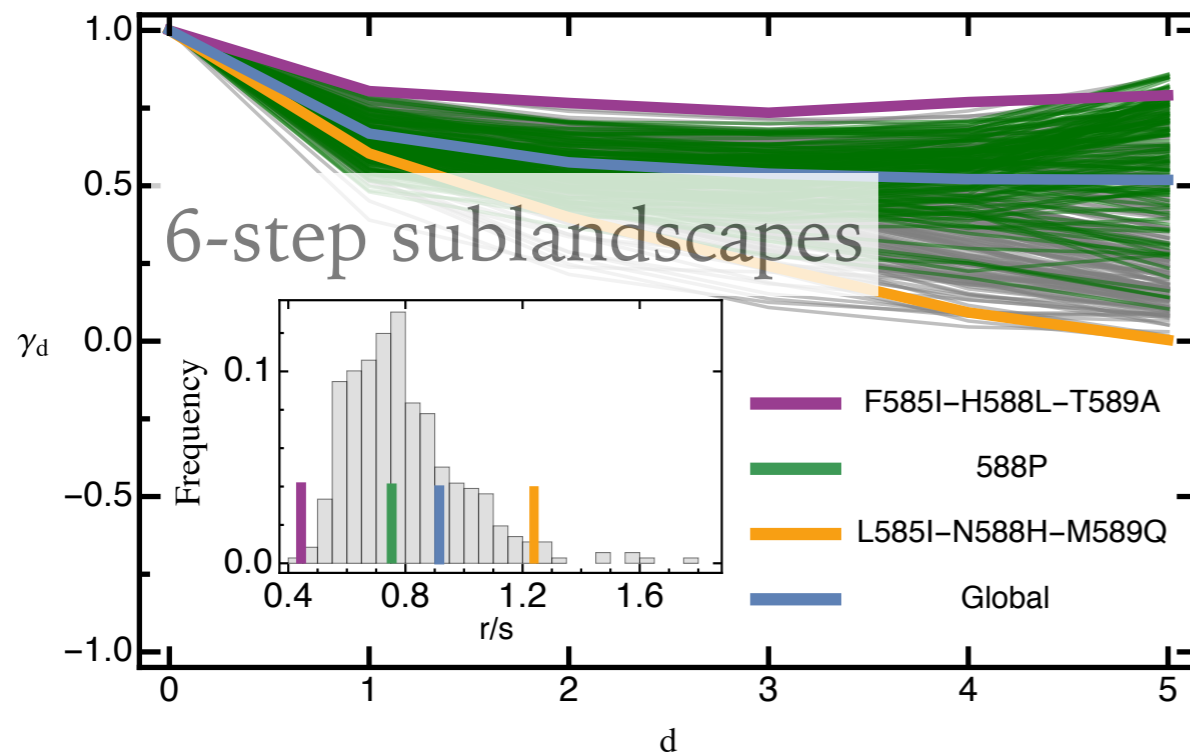 1.0
0.5
0.0
−0.5
−1.0
γd
6-step sublandscapes
Frequency
0.1
0.0
0.4 0.8 1.2 1.6
r/s
F585I−H588L−T589A
588P
L585I−N588H−M589Q
Global
0 1 2 3 4 5
d